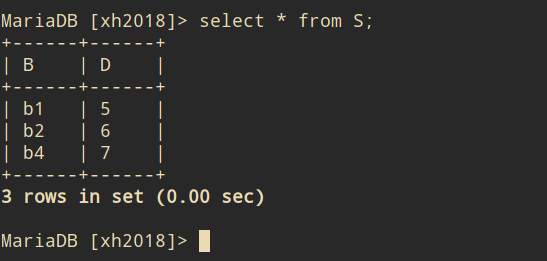 MariaDB [xh2018]> select * from S;
+------+------+
| B    | D    |
+------+------+
| b1   | 5    |
| b2   | 6    |
| b4   | 7    |
+------+------+
3 rows in set (0.00 sec)
MariaDB [xh2018]>